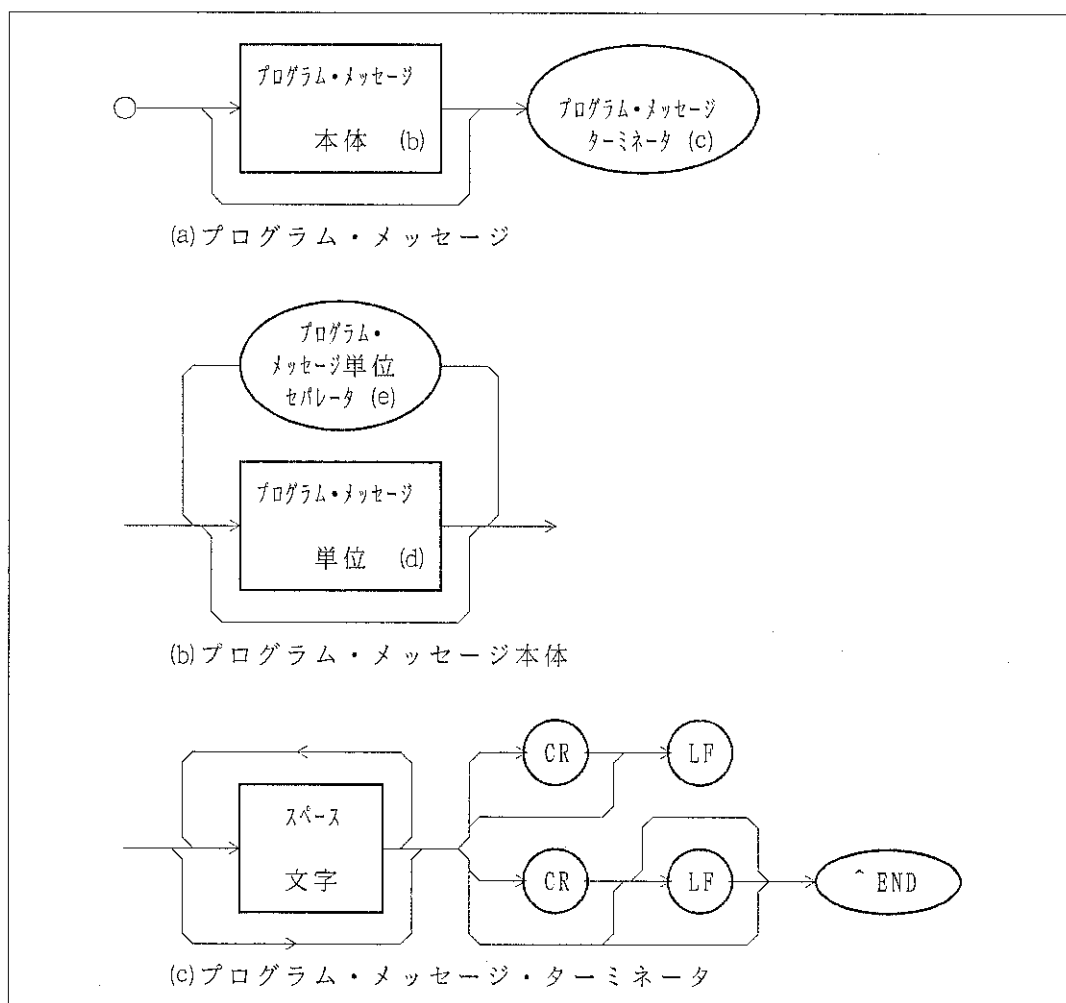 プログラム・メッセージ
本体 (b)
プログラム・メッセージ
ターミネータ (c)
(a)プログラム・メッセージ
プログラム・
メッセージ単位
セパレータ (e)
プログラム・メッセージ
単位 (d)
(b)プログラム・メッセージ本体
CR
LF
スペース
文字
CR
LF
^ END
(c)プログラム・メッセージ・ターミネータ